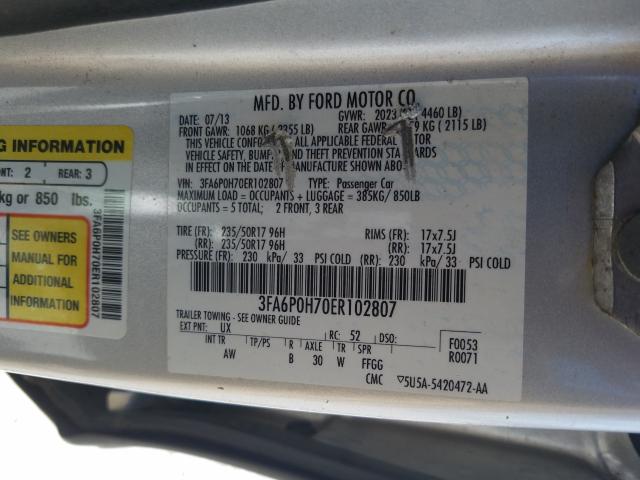 G INFORMATION
NT: 2 REAR: 3
kg or 850 lbs.
SEE OWNERS
MANUAL FOR
ADDITIONAL
INFORMATION
3FA6P0H70ER102807
MFD. BY FORD MOTOR CO.
DATE: 07/13 GVWR: 2023 4460 LB)
FRONT GAWR: 1068 KG ( 2355 LB) REAR GAWR 9 KG ( 2115 LB)
THIS VEHICLE CONFO ALL APPLICABLE FEDERAL TOR
VEHICLE SAFETY, BUMP AND THEFT PREVENTION STANDARDS
IN EFFECT ON THE DATE MANUFACTURE SHOWN ABO
VIN: 3FA6P0H70ER102807 TYPE: Passenger Car
MAXIMUM LOAD = OCCUPANTS + LUGGAGE = 385KG/ 850LB
OCCUPANTS = 5 TOTAL; 2 FRONT, 3 REAR
TIRE (FR): 235/50R17 96H RIMS (FR): 17x7.5J
(RR): 235/50R17 96H (RR): 17x7.5J
PRESSURE (FR): 230 kPa/ 33 PSI COLD (RR): 230 kPa/ 33 PSI COLD
3FA6P0H70ER102807
TRAILER TOWING - SEE OWNER GUIDE
EXT PNT: UX RC: 52 DSO: F0053
INT TR TP/PS R AXLE TR SPR R0071
AW B 30 W FFGG
CMC ▽5U5A-5420472-AA